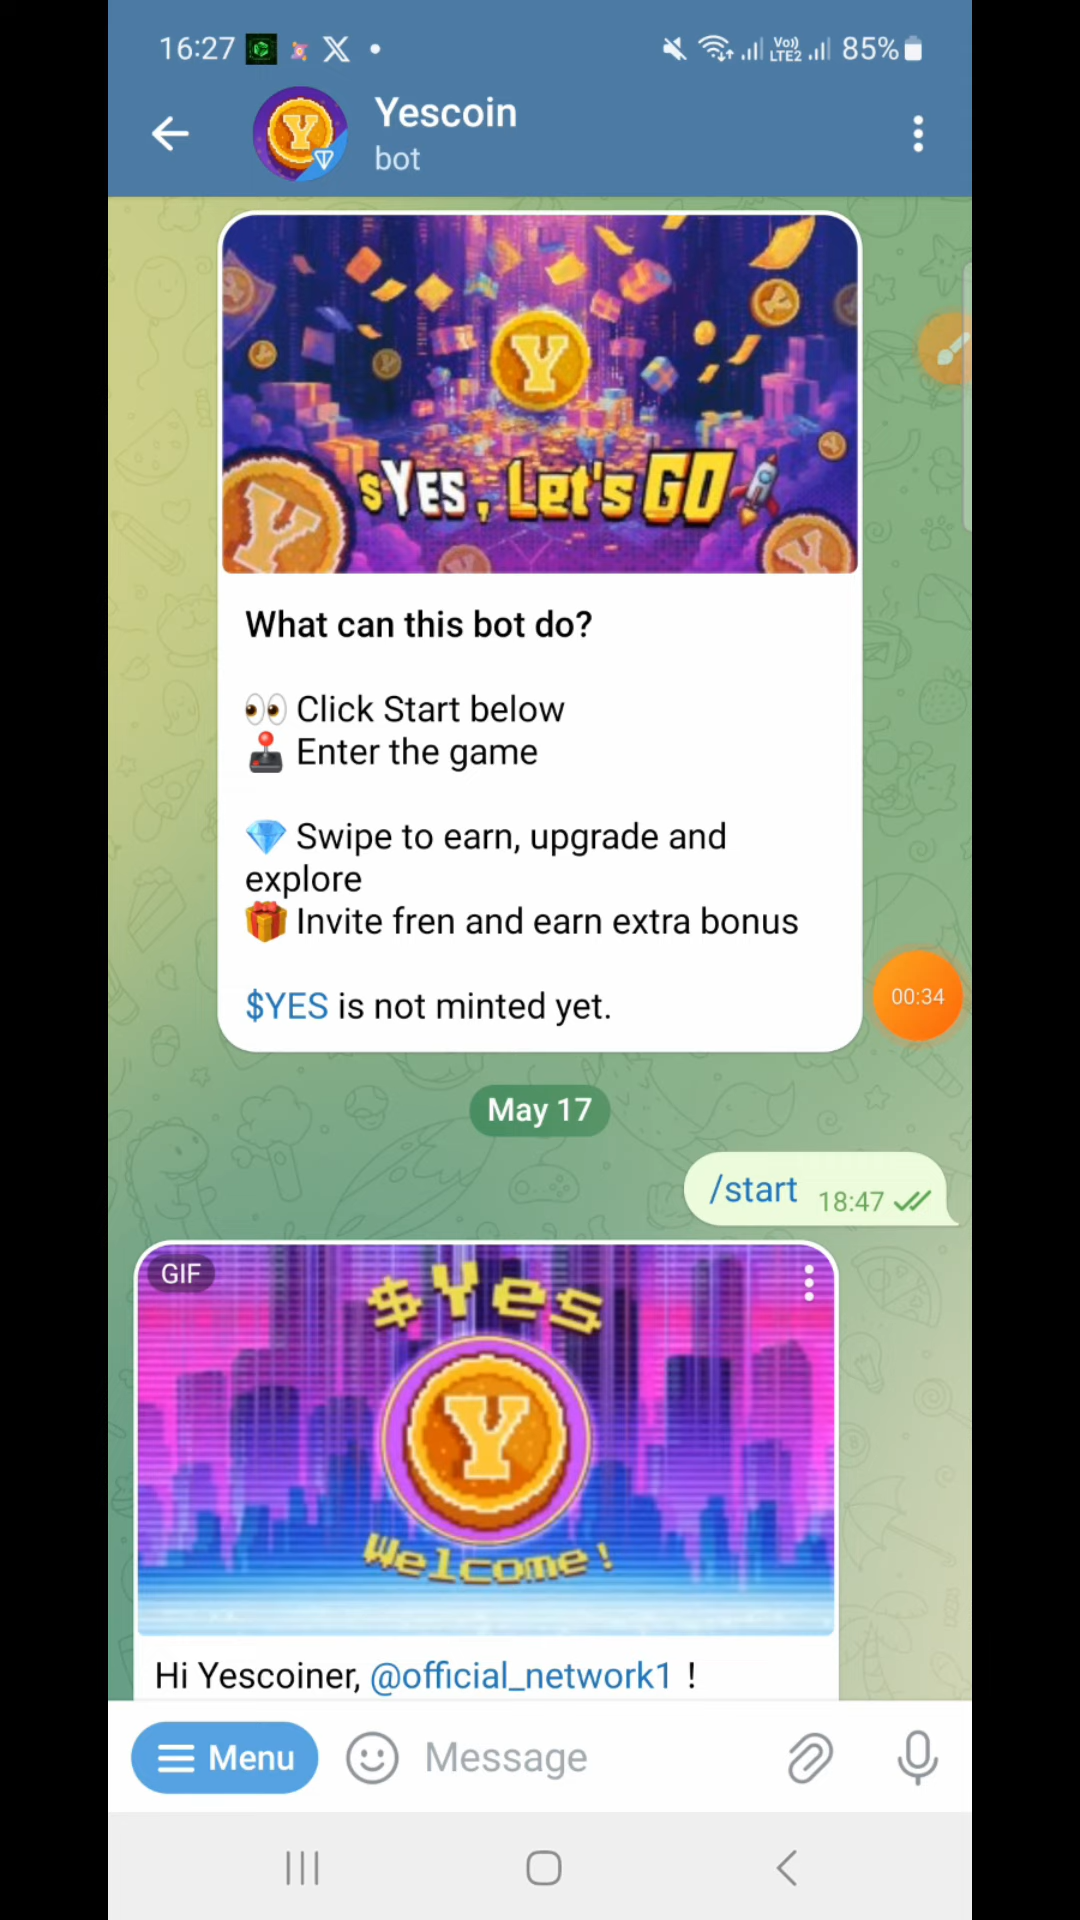 16:27
Vo))
LTE2
85%
Yescoin
bot
Y
$YES, Let's GO
What can this bot do?
👀 Click Start below
🕹 Enter the game
💎 Swipe to earn, upgrade and
explore
🎁 Invite fren and earn extra bonus
$YES is not minted yet.
00:34
May 17
/start 18:47
GIF
$Yes
Y
Welcome!
Hi Yescoiner, @official_network1 !
Menu
Message